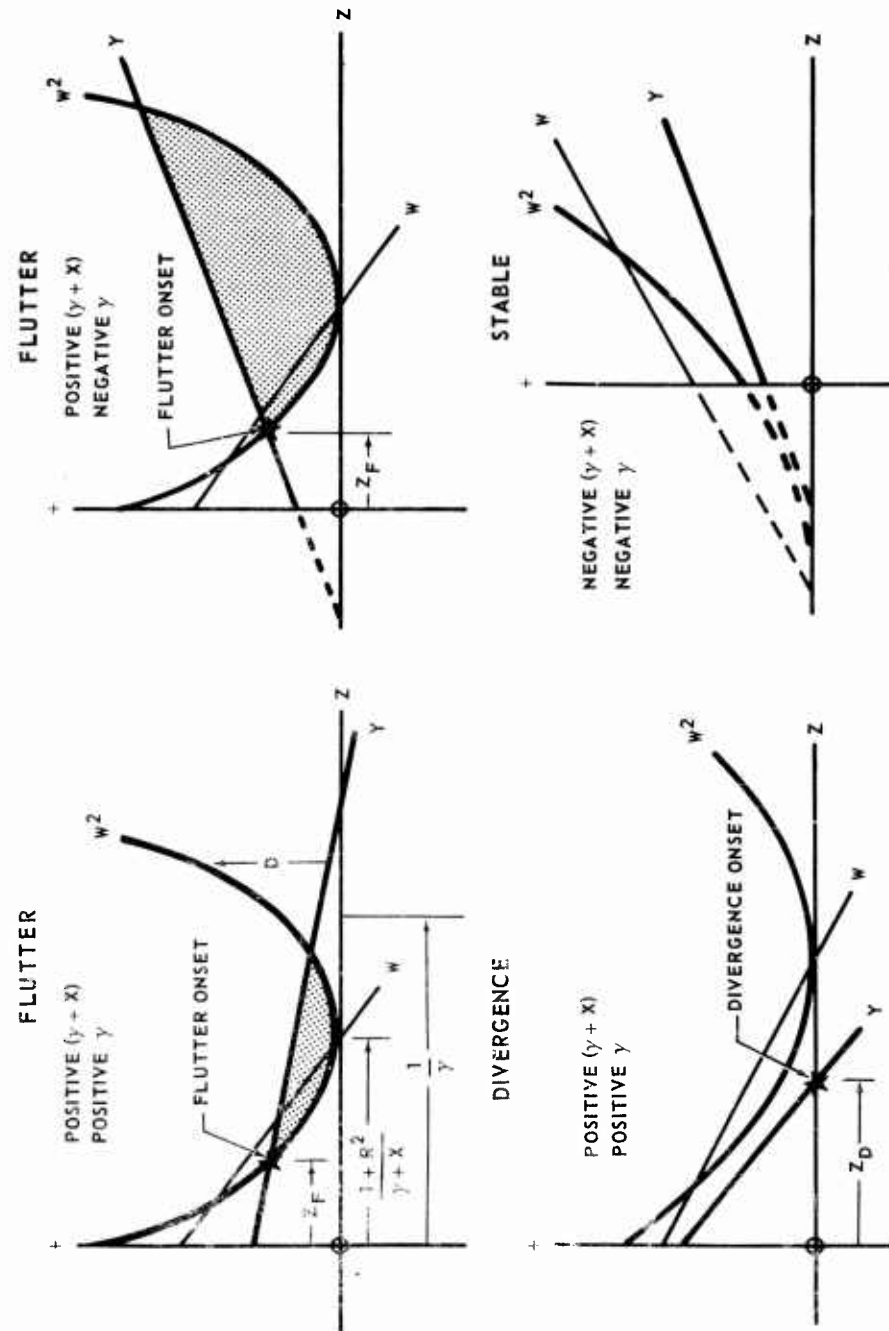 FLUTTER
POSITIVE (γ + X)
POSITIVE γ
FLUTTER ONSET
W²
D
Z
Y
W
Z_F
1 + R²
γ + X
1
γ
+
FLUTTER
POSITIVE (γ + X)
NEGATIVE γ
FLUTTER ONSET
W²
Y
Z
W
Z_F
+
DIVERGENCE
POSITIVE (γ + X)
POSITIVE γ
DIVERGENCE ONSET
W²
Z
W
Y
Z_D
+
STABLE
NEGATIVE (γ + X)
NEGATIVE γ
W²
W
Y
Z
+